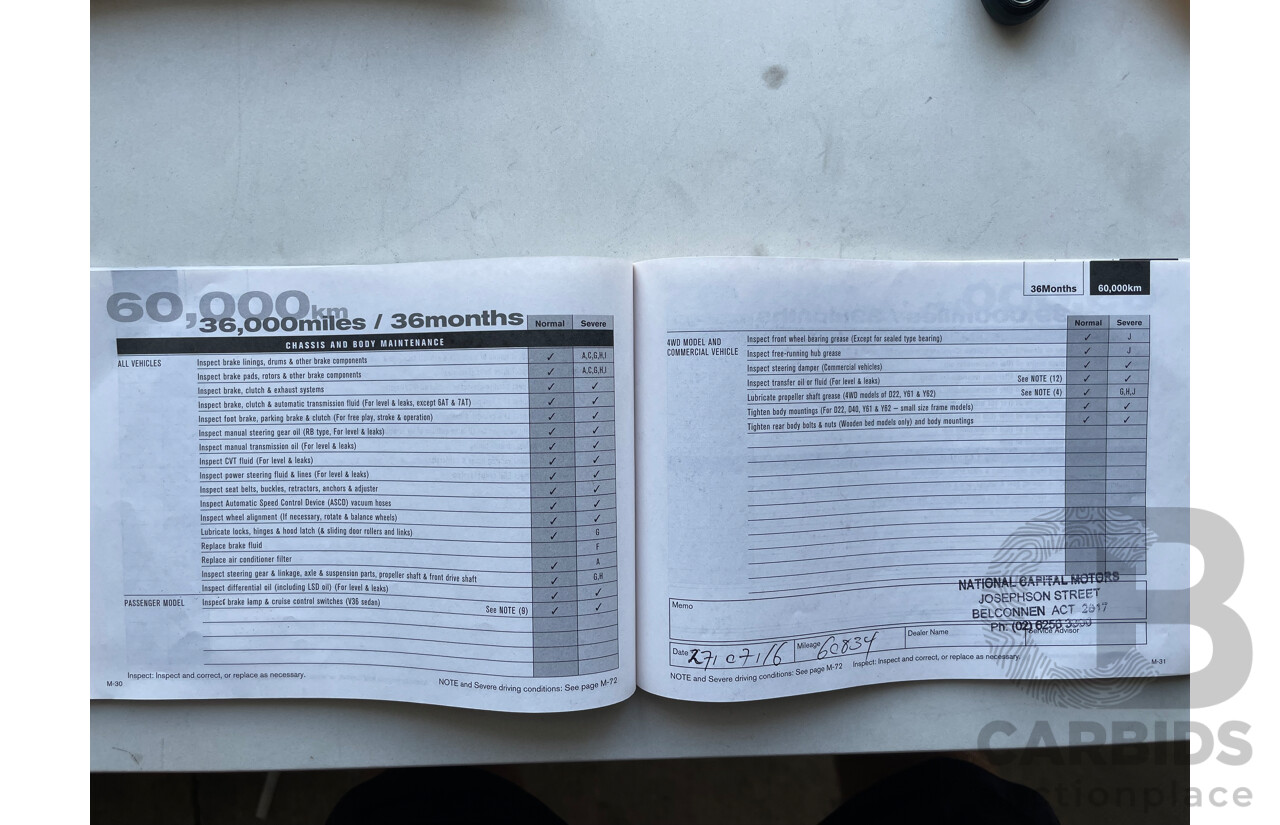 60,000km
36,000miles / 36months
Normal Severe
CHASSIS AND BODY MAINTENANCE
ALL VEHICLES Inspect brake linings, drums & other brake components ✓ A,C,G,H,I
Inspect brake pads, rotors & other brake components ✓ A,C,G,H,I
Inspect brake, clutch & exhaust systems ✓ ✓
Inspect brake, clutch & automatic transmission fluid (For level & leaks, except 6AT & 7AT) ✓ ✓
Inspect foot brake, parking brake & clutch (For free play, stroke & operation) ✓ ✓
Inspect manual steering gear oil (RB type, For level & leaks) ✓ ✓
Inspect manual transmission oil (For level & leaks) ✓ ✓
Inspect CVT fluid (For level & leaks) ✓ ✓
Inspect power steering fluid & lines (For level & leaks) ✓ ✓
Inspect seat belts, buckles, retractors, anchors & adjuster ✓ ✓
Inspect Automatic Speed Control Device (ASCD) vacuum hoses ✓ ✓
Inspect wheel alignment (If necessary, rotate & balance wheels) ✓ ✓
Lubricate locks, hinges & hood latch (& sliding door rollers and links) ✓ G
Replace brake fluid F
Replace air conditioner filter ✓ A
Inspect steering gear & linkage, axle & suspension parts, propeller shaft & front drive shaft ✓ G,H
Inspect differential oil (including LSD oil) (For level & leaks) ✓ ✓
PASSENGER MODEL Inspect brake lamp & cruise control switches (V36 sedan) See NOTE (9) ✓ ✓
Inspect: Inspect and correct, or replace as necessary.
M-30
NOTE and Severe driving conditions: See page M-72
36Months 60,000km
Normal Severe
4WD MODEL AND COMMERCIAL VEHICLE Inspect front wheel bearing grease (Except for sealed type bearing) ✓ J
Inspect free-running hub grease ✓ J
Inspect steering damper (Commercial vehicles) ✓ ✓
Inspect transfer oil or fluid (For level & leaks) See NOTE (12) ✓ ✓
Lubricate propeller shaft grease (4WD models of D22, Y61 & Y62) See NOTE (4) ✓ G,H,J
Tighten body mountings (For D22, D40, Y61 & Y62 – small size frame models) ✓ ✓
Tighten rear body bolts & nuts (Wooden bed models only) and body mountings ✓ ✓
NATIONAL CAPITAL MOTORS
JOSEPHSON STREET
BELCONNEN ACT 2617
Ph: (02) 6250
Memo
Date 27/07/16 Mileage 60834 Dealer Name Service Advisor
NOTE and Severe driving conditions: See page M-72 Inspect: Inspect and correct, or replace as necessary.
M-31
B
CARBIDS
auctionplace